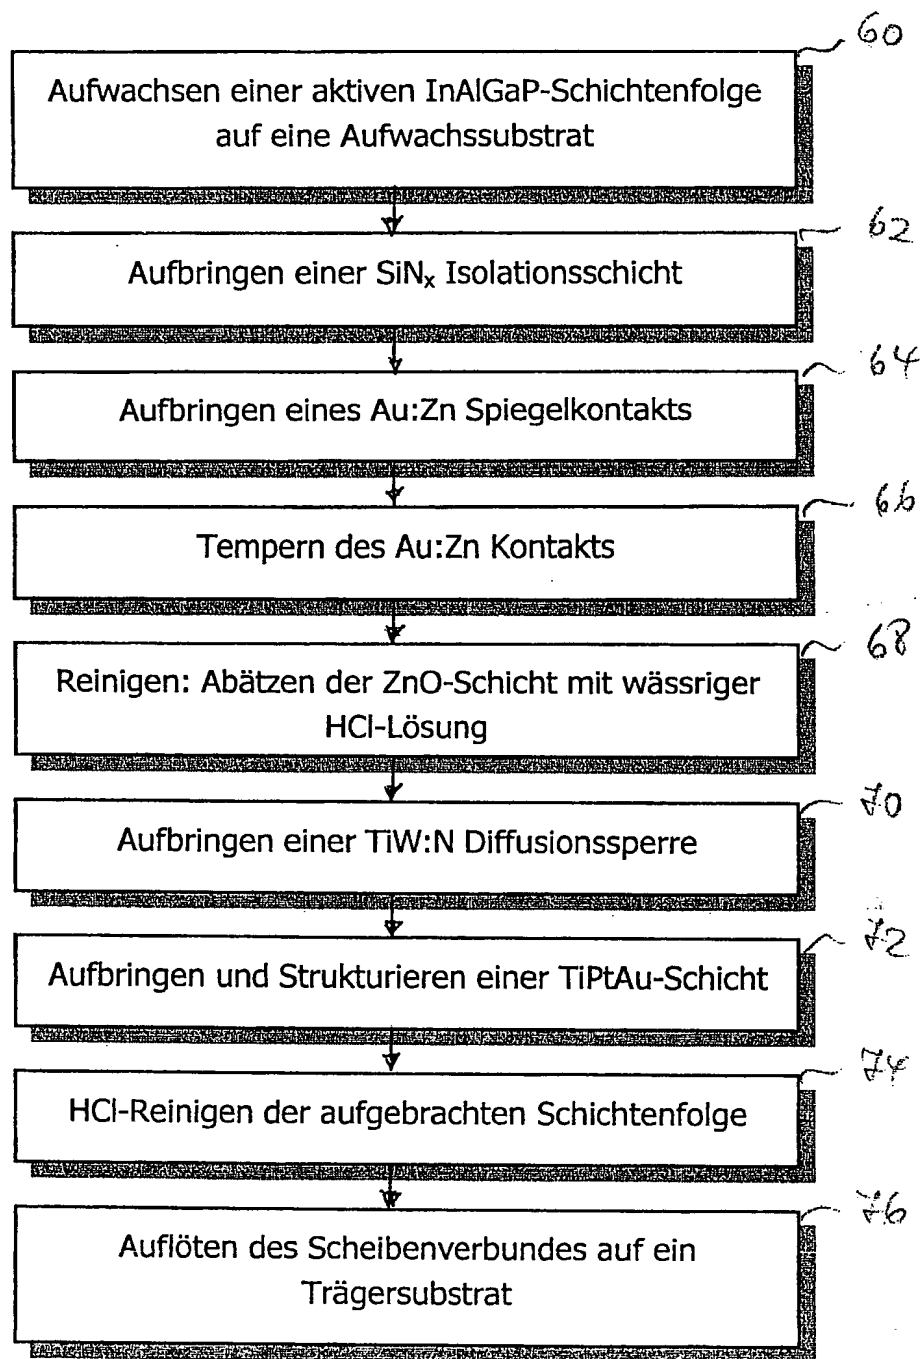 60
Aufwachsen einer aktiven InAlGaP-Schichtenfolge
auf eine Aufwachssubstrat
62
Aufbringen einer SiNx Isolationsschicht
64
Aufbringen eines Au:Zn Spiegelkontakts
66
Tempern des Au:Zn Kontakts
68
Reinigen: Abätzen der ZnO-Schicht mit wässriger
HCl-Lösung
70
Aufbringen einer TiW:N Diffusionssperre
72
Aufbringen und Strukturieren einer TiPtAu-Schicht
74
HCl-Reinigen der aufgebrachten Schichtenfolge
76
Auflöten des Scheibenverbundes auf ein
Trägersubstrat